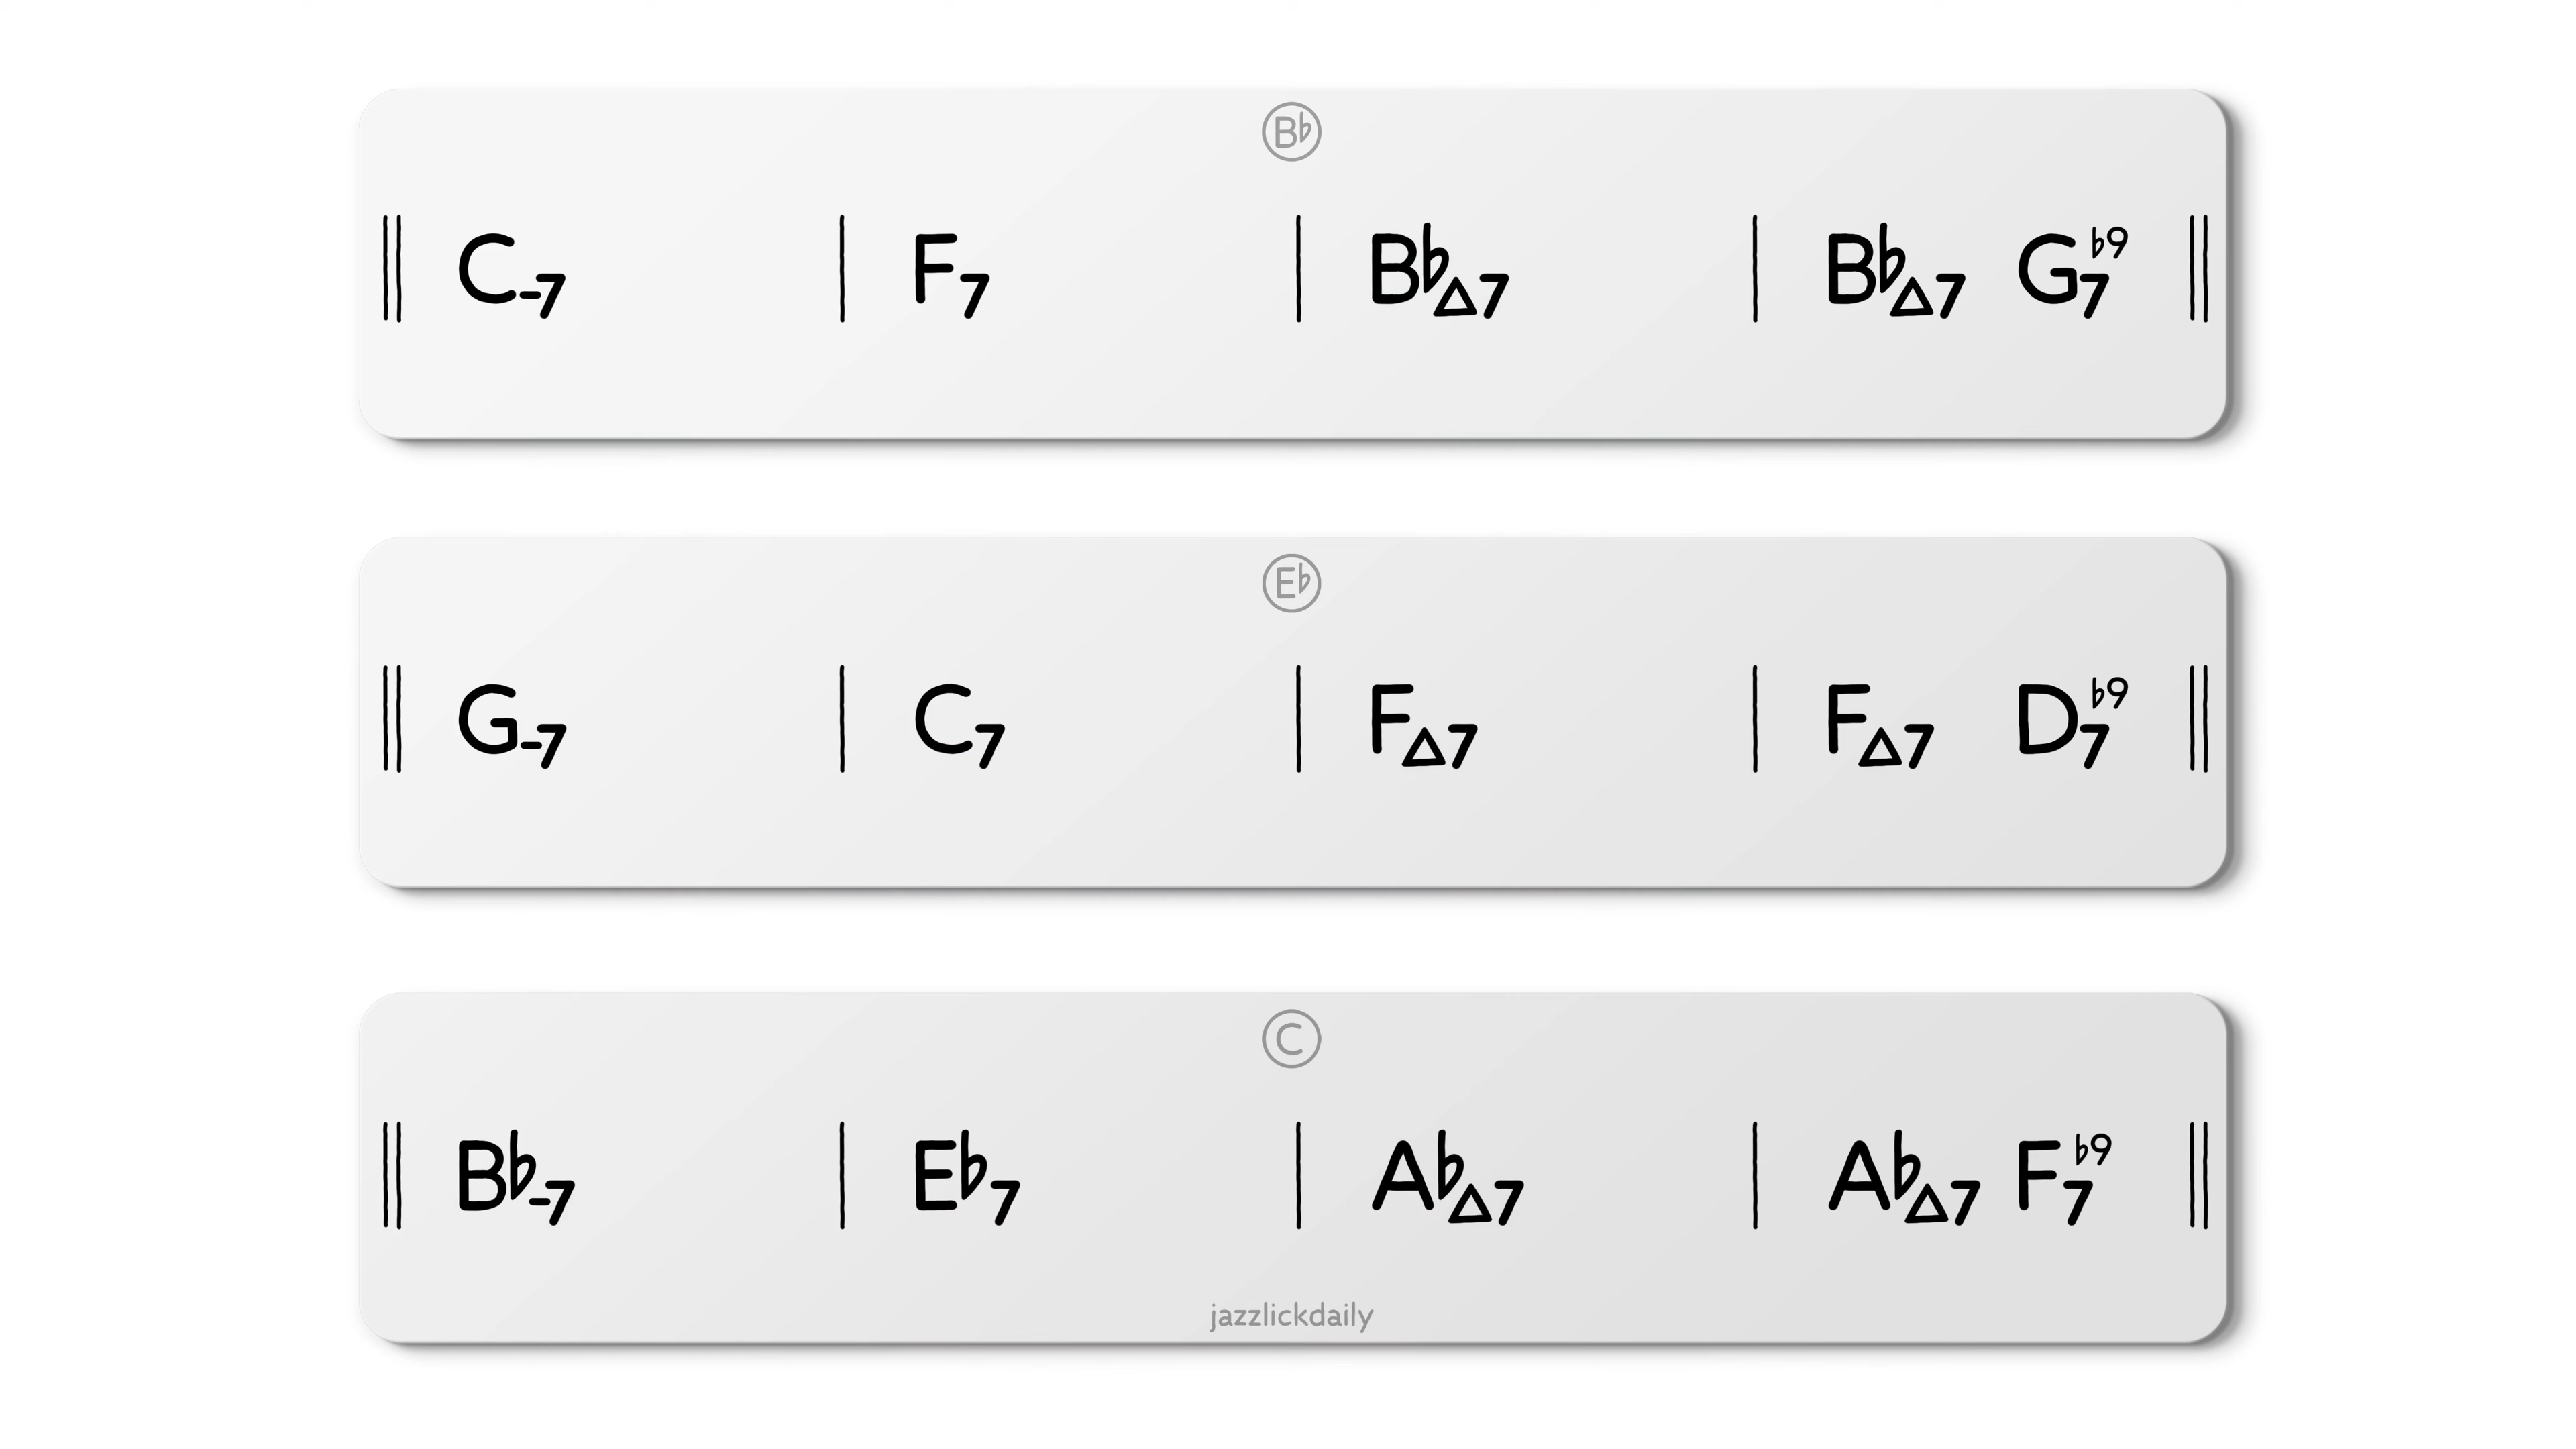 B♭
C-7 F7 B♭△7 B♭△7 G7♭9
E♭
G-7 C7 F△7 F△7 D7♭9
C
B♭-7 E♭7 A♭△7 A♭△7 F7♭9
jazzlickdaily